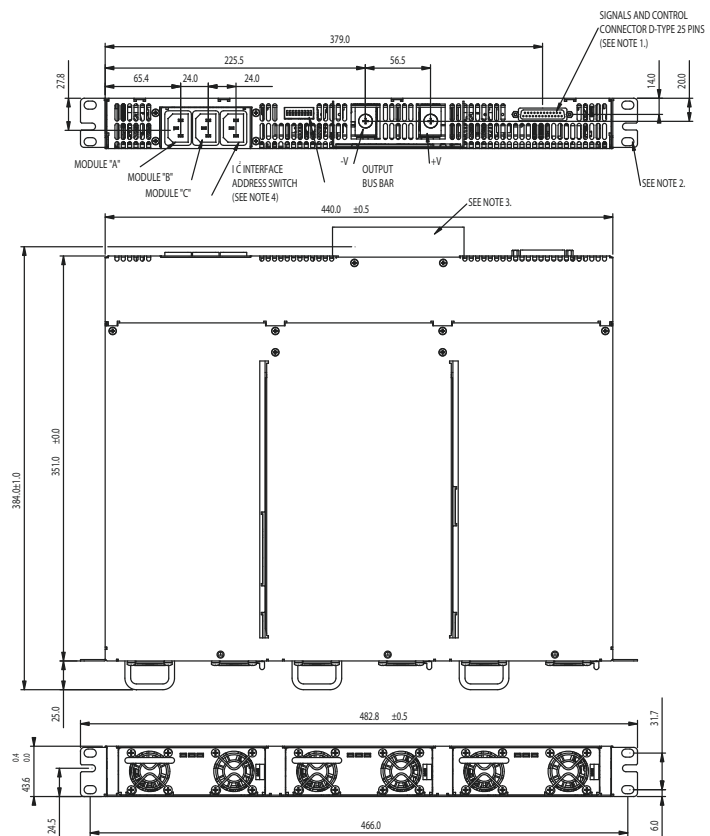 SIGNALS AND CONTROL
CONNECTOR D-TYPE 25 PINS
(SEE NOTE 1.)
379.0
225.5
56.5
65.4
24.0
24.0
27.8
14.0
20.0
MODULE "A"
MODULE "B"
MODULE "C"
I²C INTERFACE
ADDRESS SWITCH
(SEE NOTE 4)
-V
OUTPUT
BUS BAR
+V
SEE NOTE 2.
SEE NOTE 3.
440.0 ±0.5
384.0±1.0
351.0 ±0.0
25.0
482.8 ±0.5
31.7
0.4
0.0
43.6
24.5
466.0
6.0